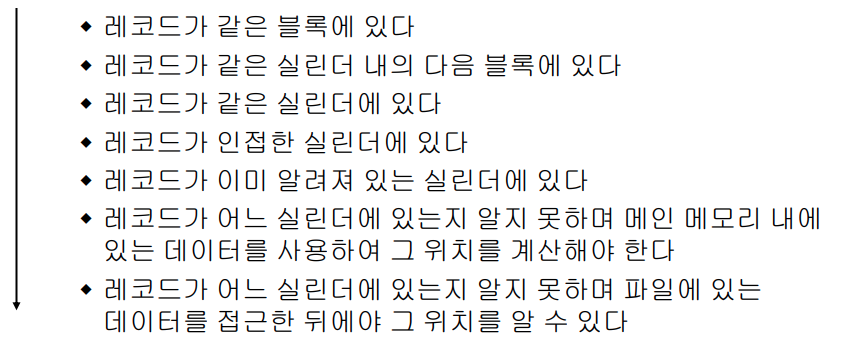 ◆ 레코드가 같은 블록에 있다
◆ 레코드가 같은 실린더 내의 다음 블록에 있다
◆ 레코드가 같은 실린더에 있다
◆ 레코드가 인접한 실린더에 있다
◆ 레코드가 이미 알려져 있는 실린더에 있다
◆ 레코드가 어느 실린더에 있는지 알지 못하며 메인 메모리 내에
있는 데이터를 사용하여 그 위치를 계산해야 한다
◆ 레코드가 어느 실린더에 있는지 알지 못하며 파일에 있는
데이터를 접근한 뒤에야 그 위치를 알 수 있다